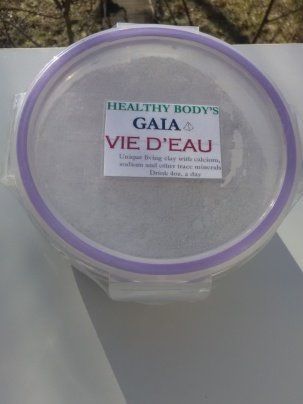 HEALTHY BODY'S
GAIA
VIE D'EAU
Unique living clay with calcium,
sodium and other trace minerals
Drink 4oz, a day